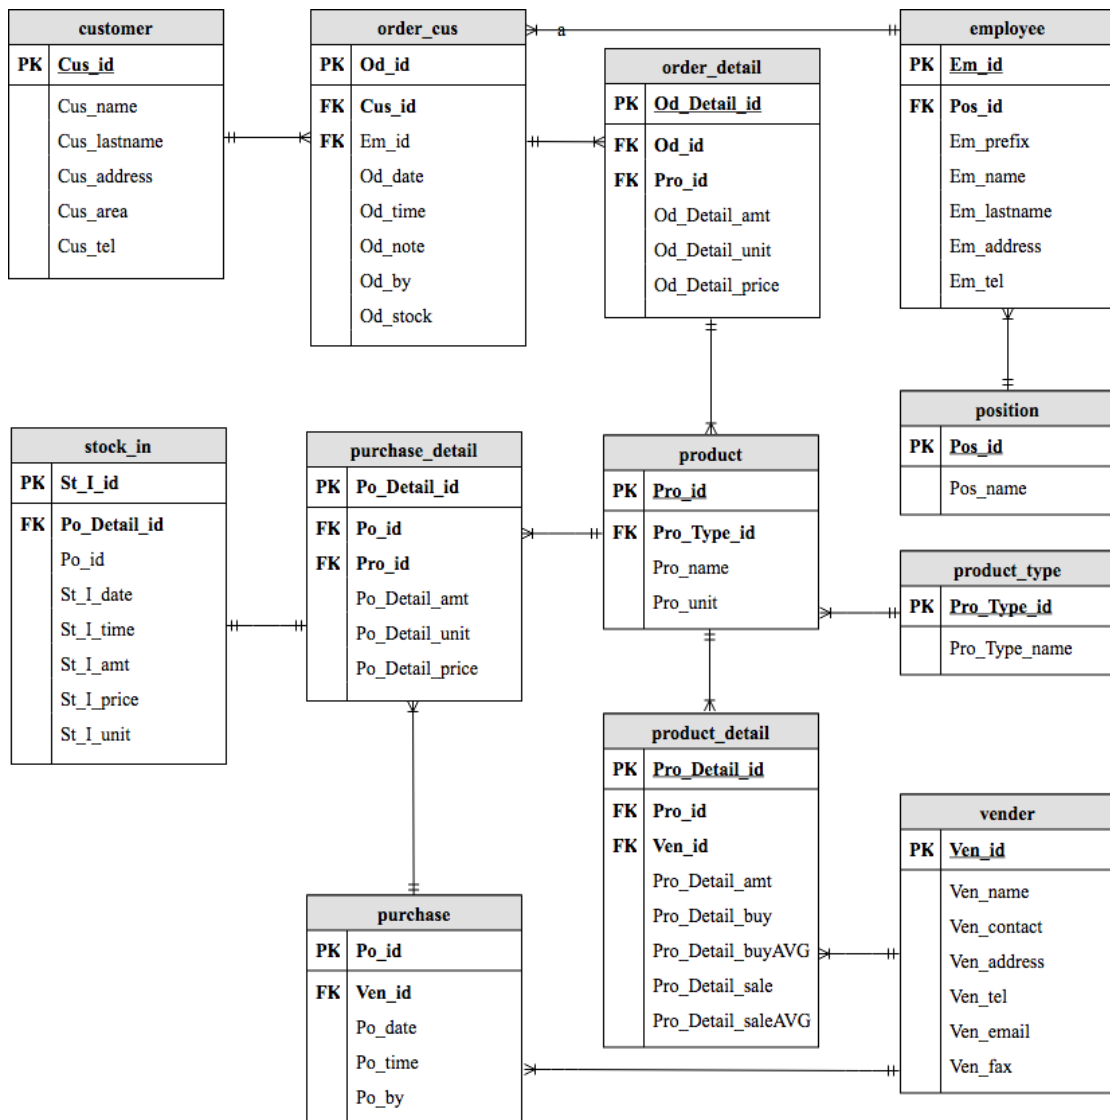 customer
PK Cus_id
Cus_name
Cus_lastname
Cus_address
Cus_area
Cus_tel
order_cus
PK Od_id
FK Cus_id
FK Em_id
Od_date
Od_time
Od_note
Od_by
Od_stock
a
order_detail
PK Od_Detail_id
FK Od_id
FK Pro_id
Od_Detail_amt
Od_Detail_unit
Od_Detail_price
employee
PK Em_id
FK Pos_id
Em_prefix
Em_name
Em_lastname
Em_address
Em_tel
position
PK Pos_id
Pos_name
stock_in
PK St_I_id
FK Po_Detail_id
Po_id
St_I_date
St_I_time
St_I_amt
St_I_price
St_I_unit
purchase_detail
PK Po_Detail_id
FK Po_id
FK Pro_id
Po_Detail_amt
Po_Detail_unit
Po_Detail_price
product
PK Pro_id
FK Pro_Type_id
Pro_name
Pro_unit
product_type
PK Pro_Type_id
Pro_Type_name
product_detail
PK Pro_Detail_id
FK Pro_id
FK Ven_id
Pro_Detail_amt
Pro_Detail_buy
Pro_Detail_buyAVG
Pro_Detail_sale
Pro_Detail_saleAVG
vender
PK Ven_id
Ven_name
Ven_contact
Ven_address
Ven_tel
Ven_email
Ven_fax
purchase
PK Po_id
FK Ven_id
Po_date
Po_time
Po_by